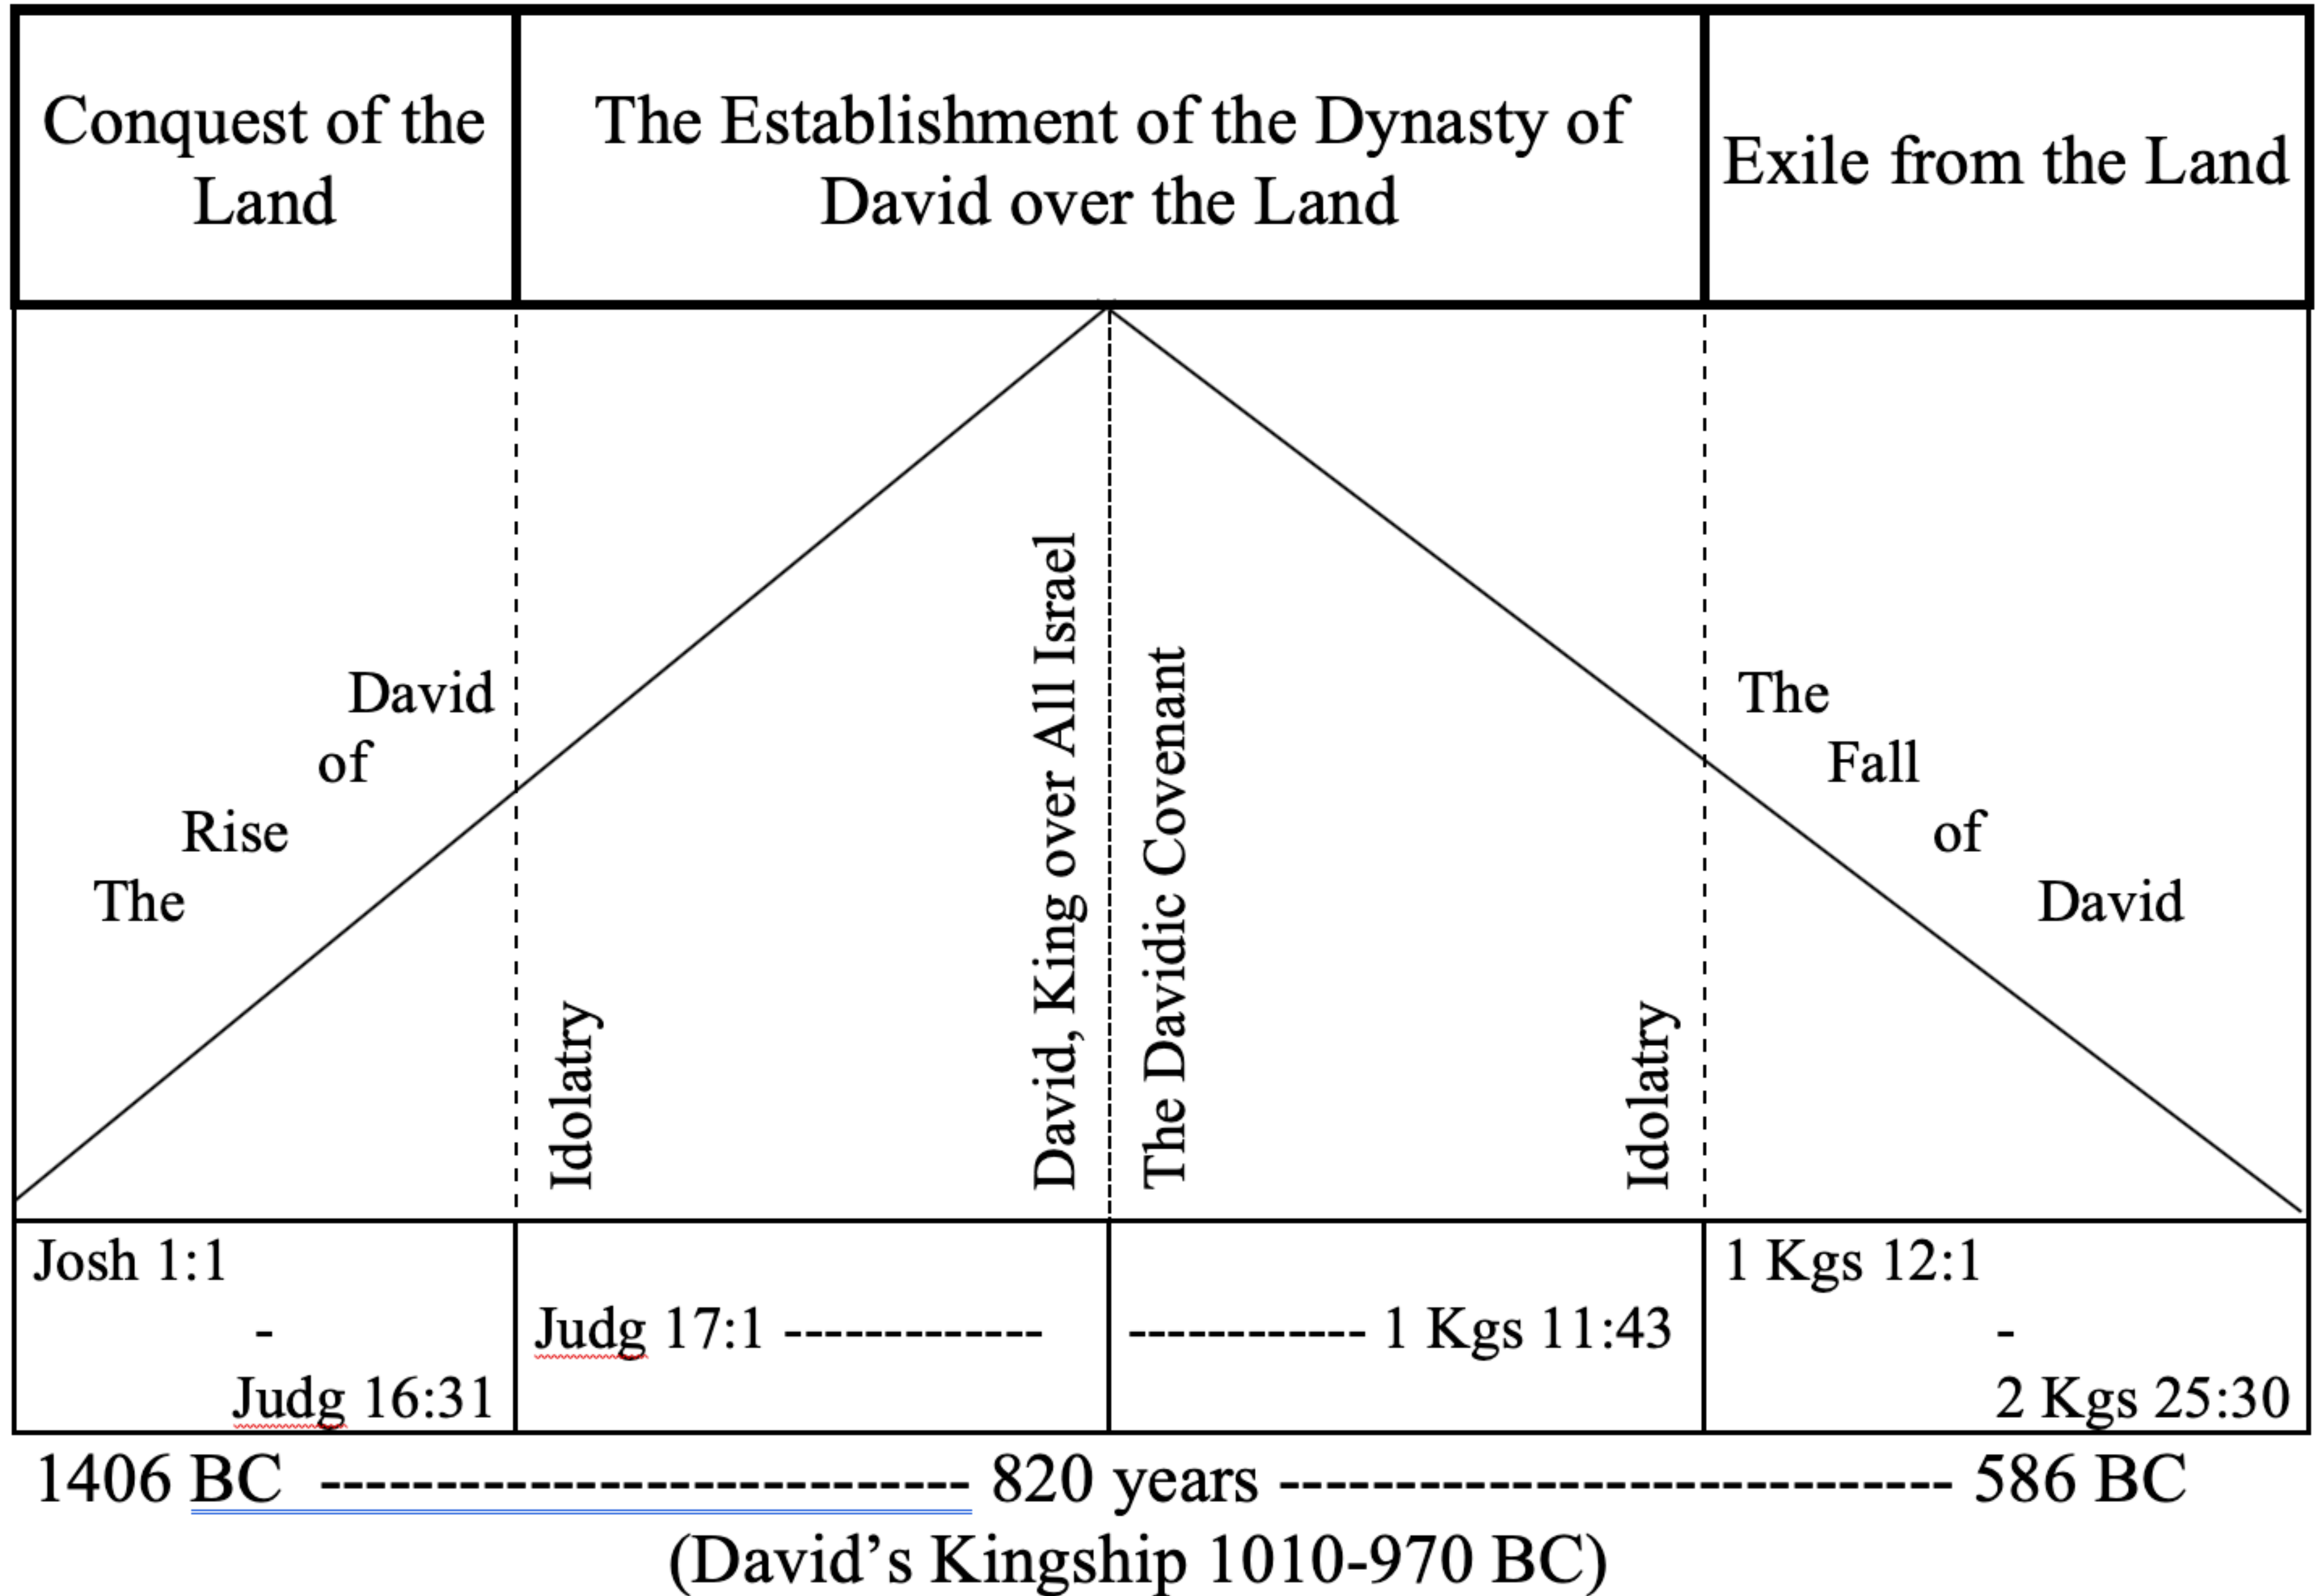 Conquest of the
Land
The Establishment of the Dynasty of
David over the Land
Exile from the Land
The
Rise
of
David
Idolatry
David, King over All Israel
The Davidic Covenant
Idolatry
The
Fall
of
David
Josh 1:1
-
Judg 16:31
Judg 17:1 -------------
------------ 1 Kgs 11:43
1 Kgs 12:1
-
2 Kgs 25:30
1406 BC ---------------------------- 820 years ----------------------------- 586 BC
(David’s Kingship 1010-970 BC)